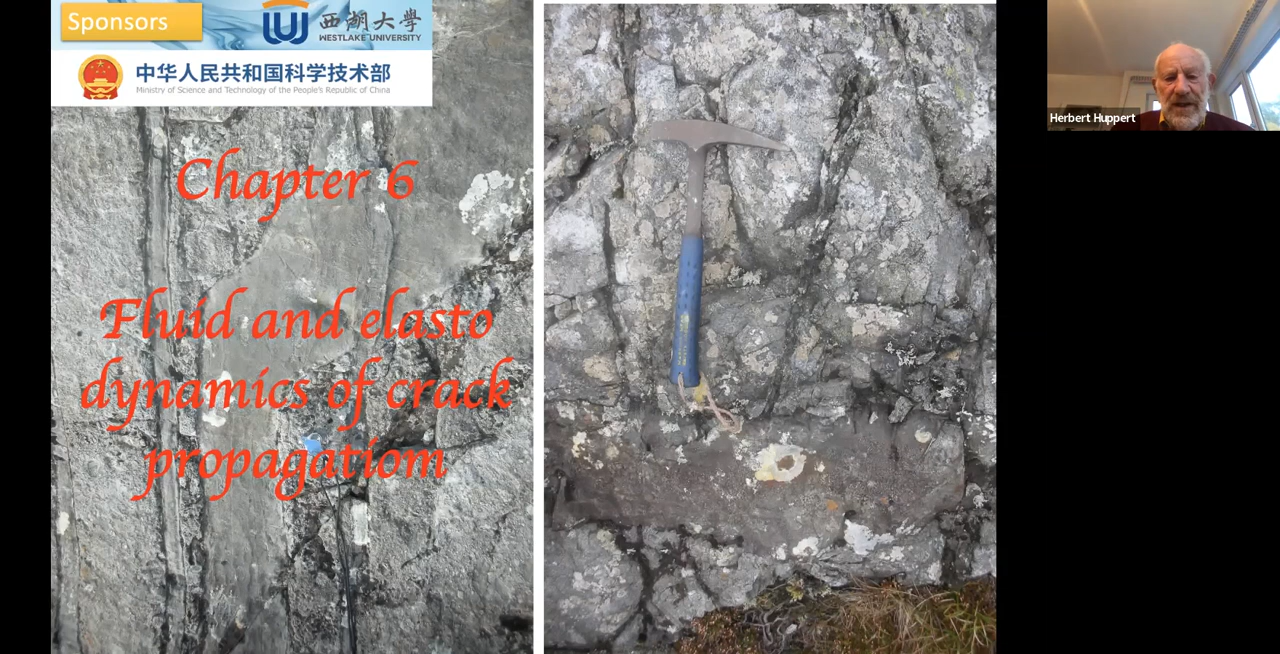 Sponsors
西湖大學
WESTLAKE UNIVERSITY
中华人民共和国科学技术部
Ministry of Science and Technology of the People's Republic of China
Chapter 6
Fluid and elasto
dynamics of crack
propagatiom
Herbert Huppert